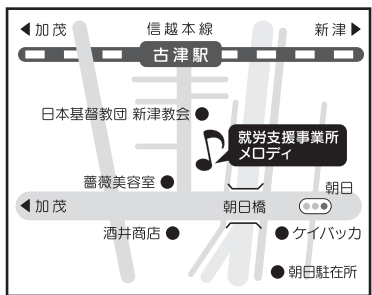 ◀加茂 信越本線 新津▶
古津駅
日本基督教団 新津教会
就労支援事業所
メロディ
薔薇美容室
朝日
◀加茂 朝日橋
酒井商店 ケイバッカ
朝日駐在所